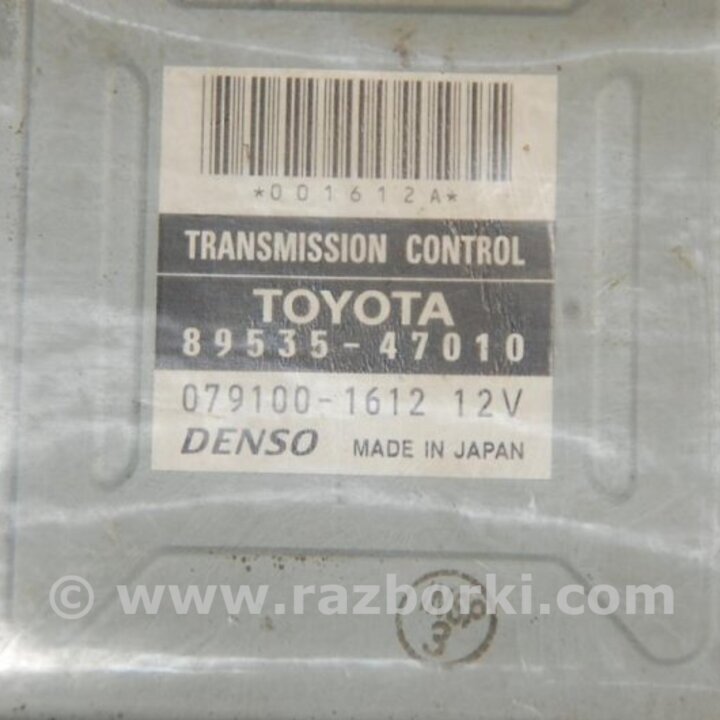 *001612A*
TRANSMISSION CONTROL
TOYOTA
89535-47010
079100-1612 12V
DENSO MADE IN JAPAN
© www.razborki.com